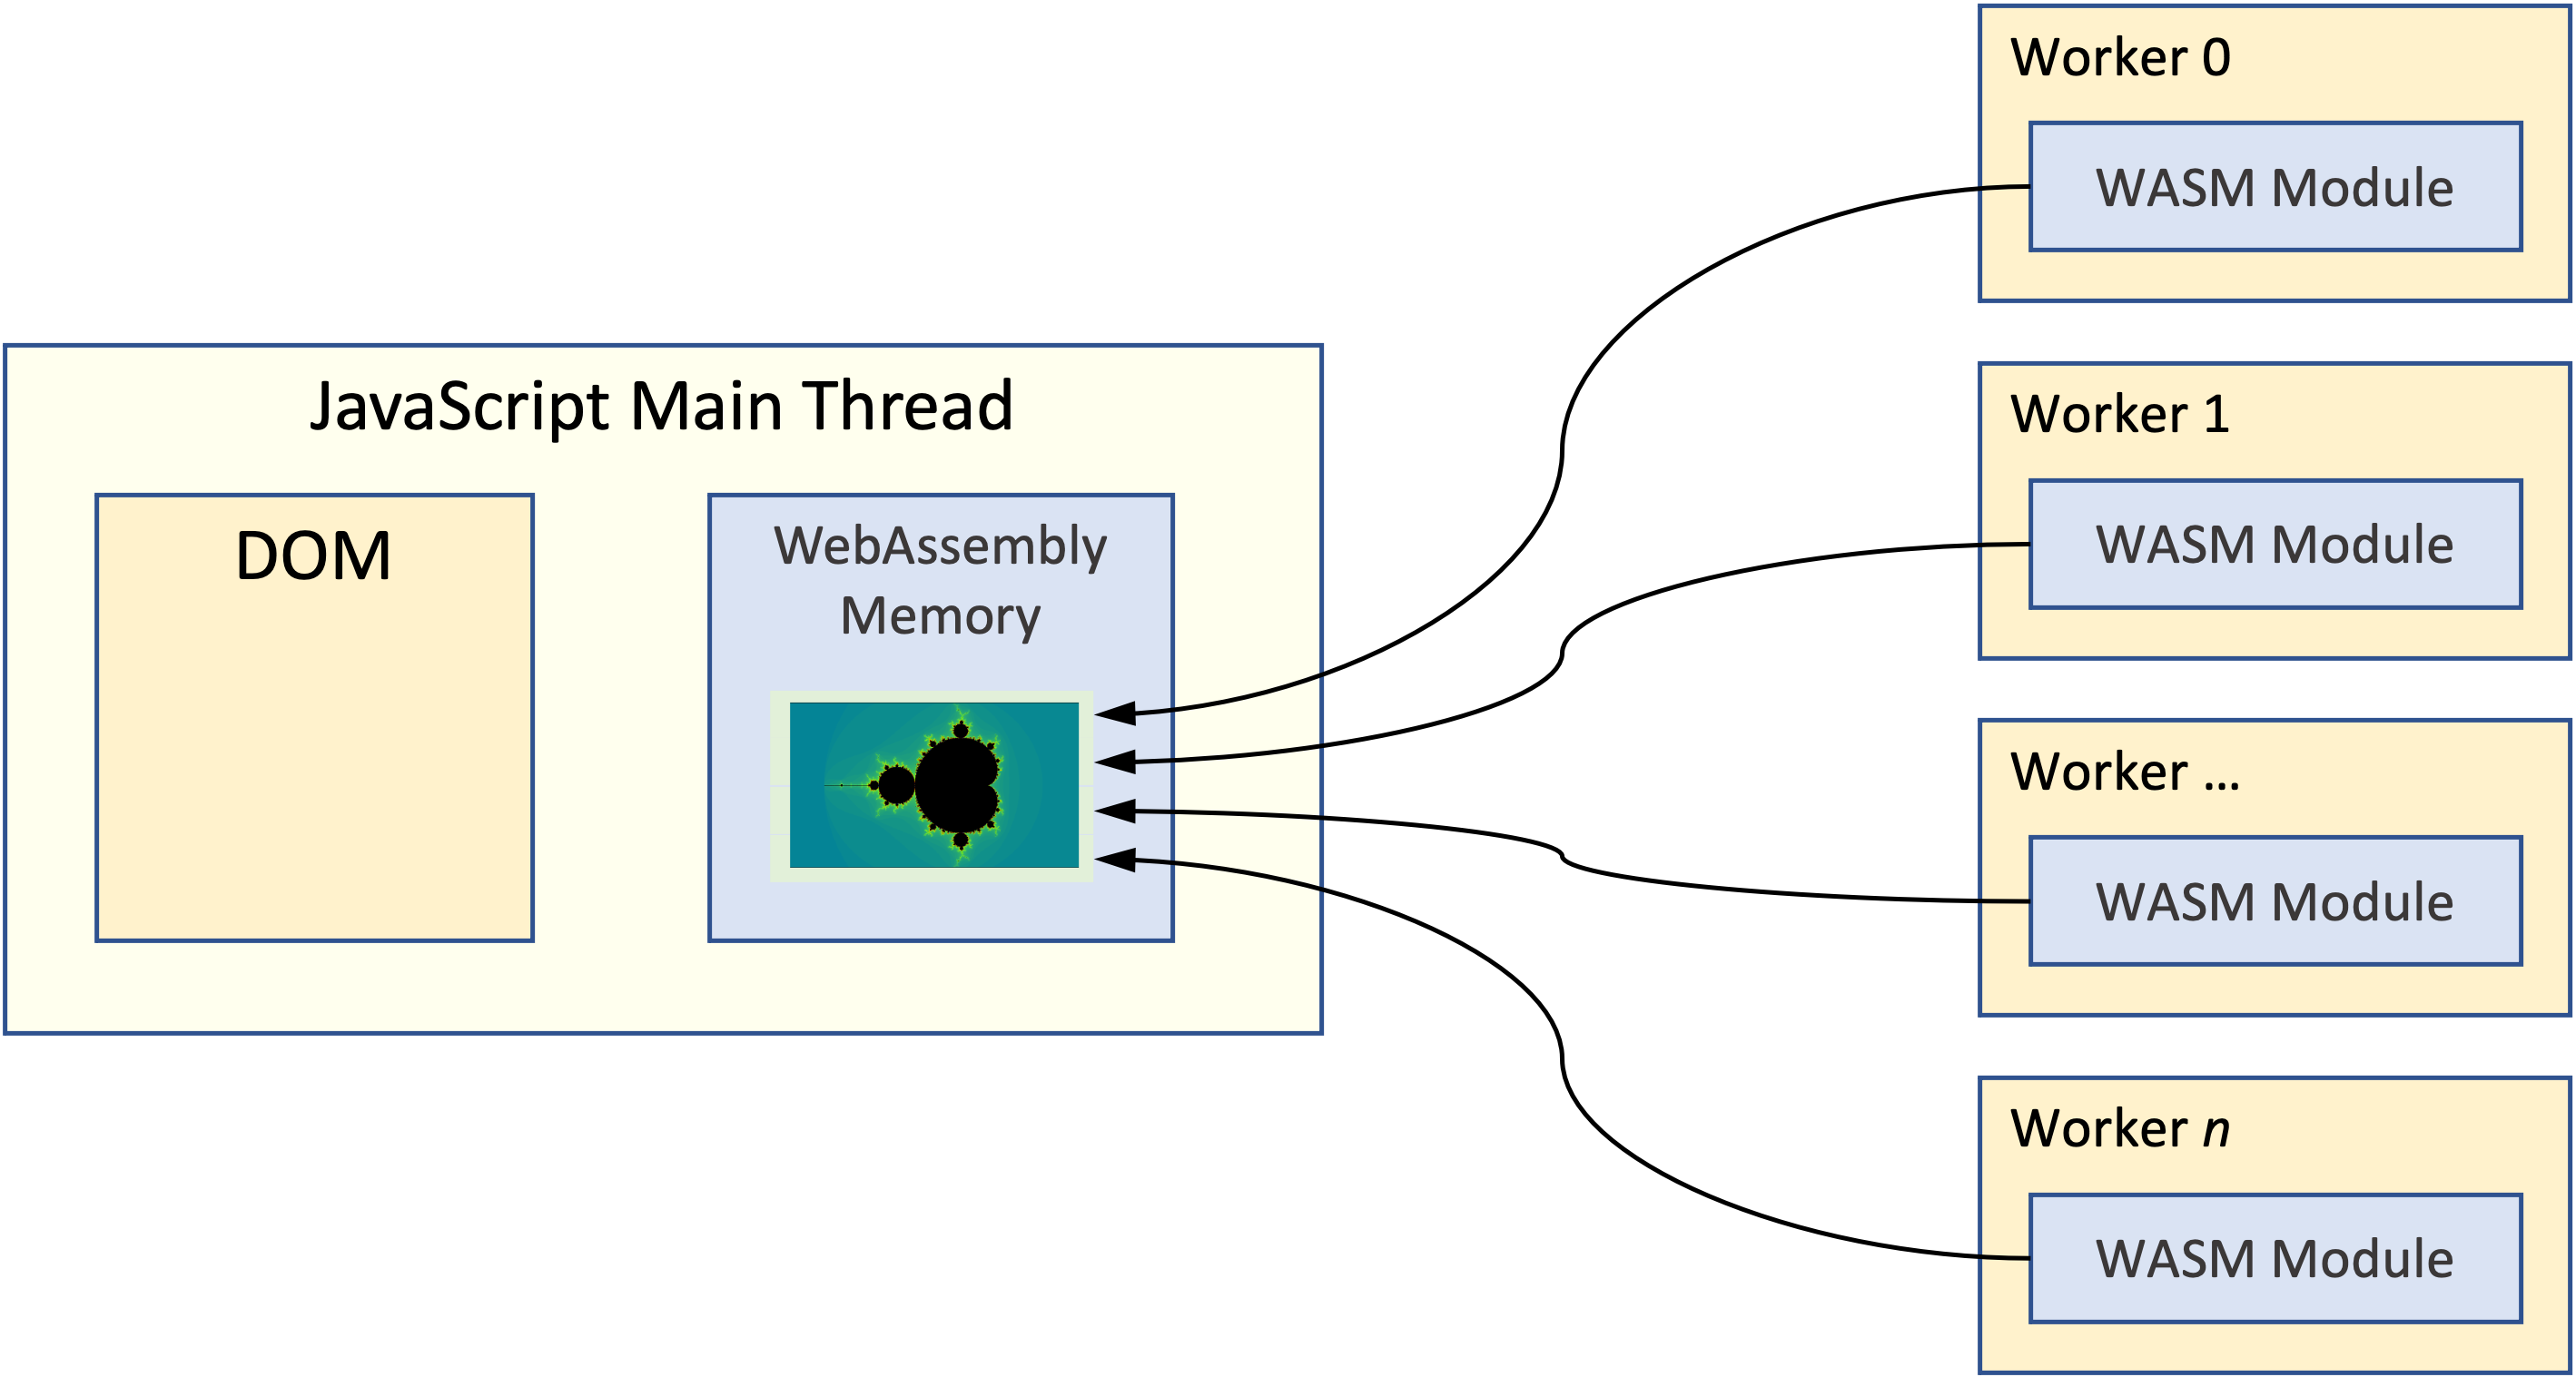 JavaScript Main Thread
DOM
WebAssembly
Memory
Worker 0
WASM Module
Worker 1
WASM Module
Worker ...
WASM Module
Worker n
WASM Module